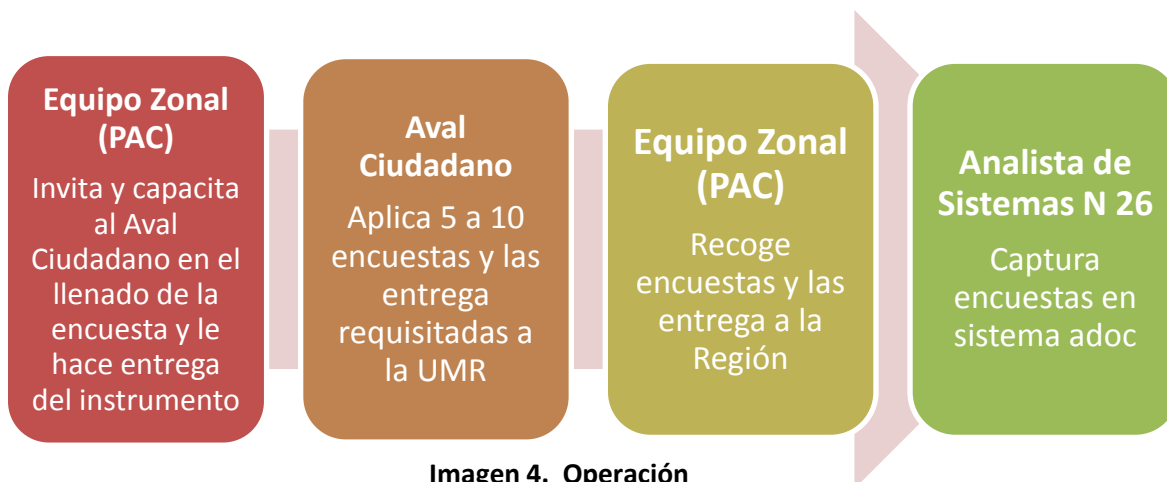 Equipo Zonal
(PAC)
Invita y capacita
al Aval
Ciudadano en el
llenado de la
encuesta y le
hace entrega
del instrumento
Aval
Ciudadano
Aplica 5 a 10
encuestas y las
entrega
requisitadas a
la UMR
Equipo Zonal
(PAC)
Recoge
encuestas y las
entrega a la
Región
Analista de
Sistemas N 26
Captura
encuestas en
sistema adoc
Imagen 4. Operación